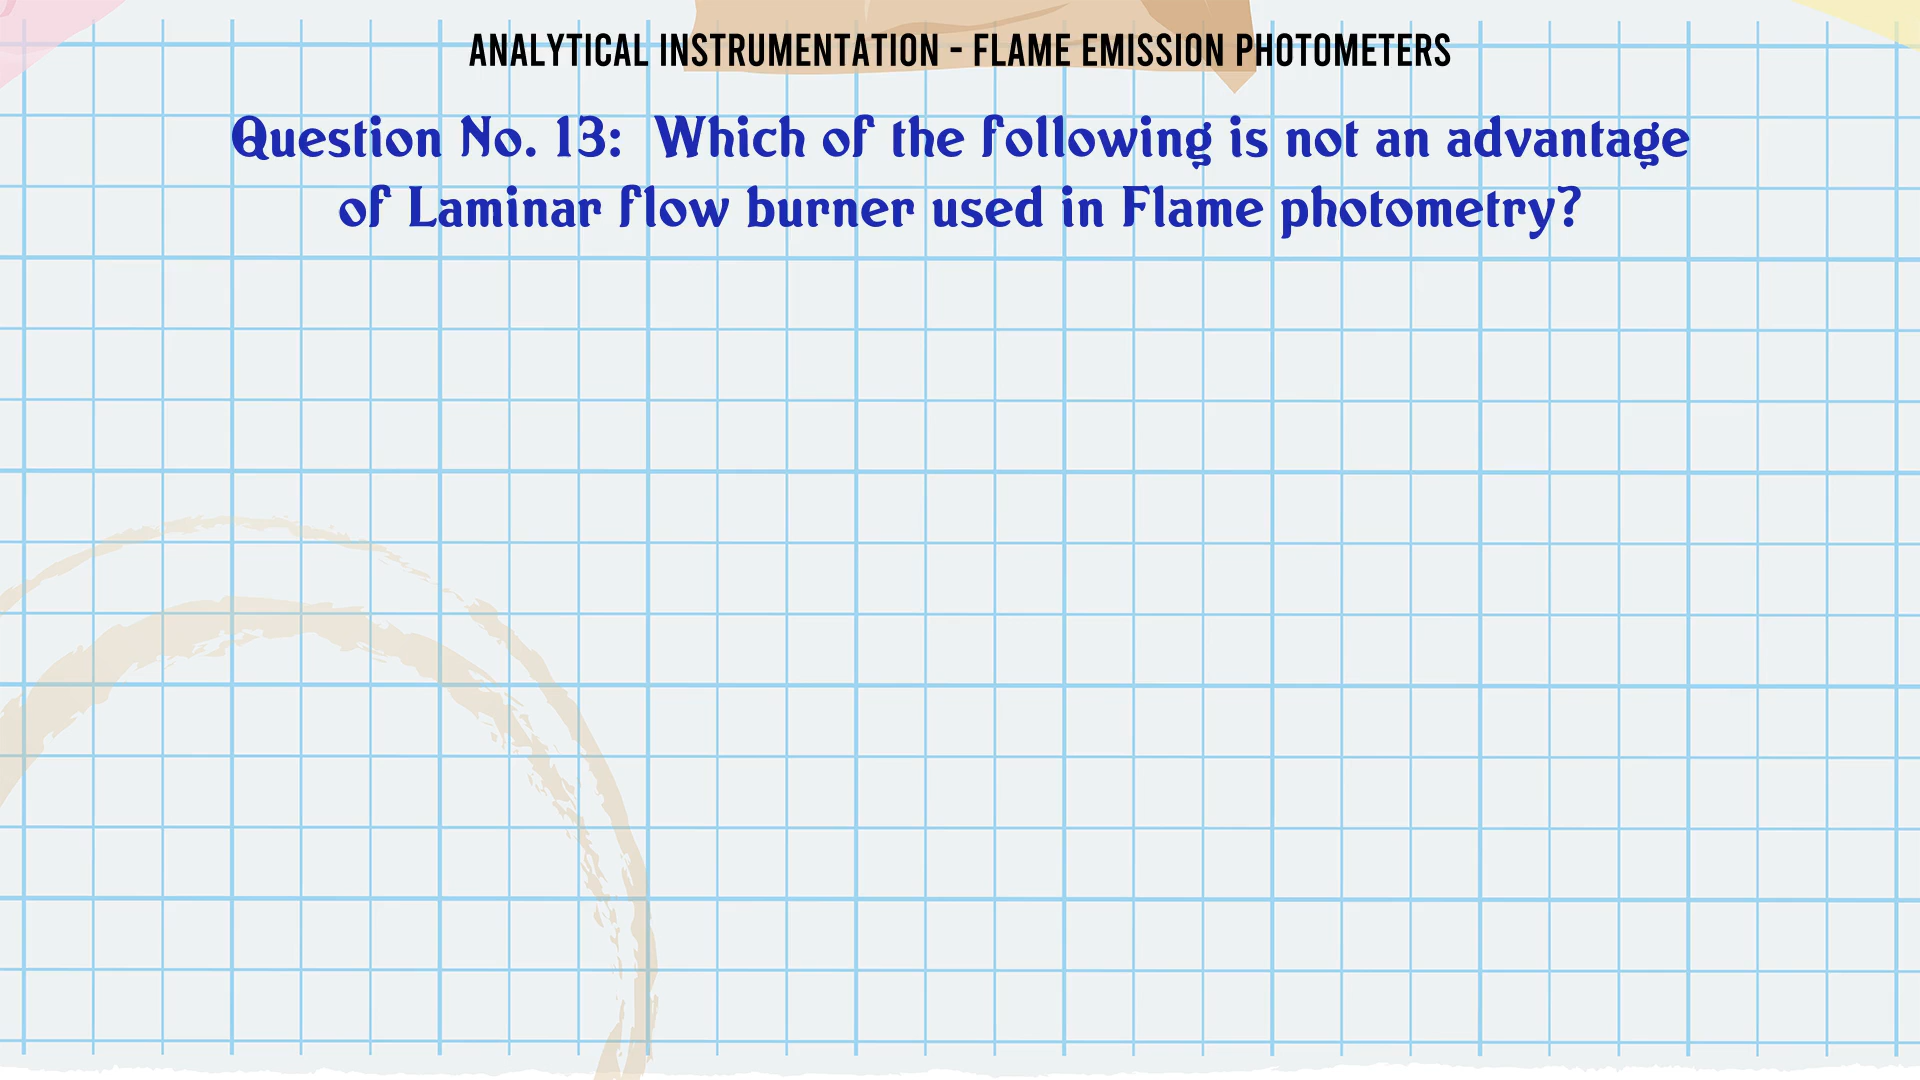 ANALYTICAL INSTRUMENTATION - FLAME EMISSION PHOTOMETERS
Question No. 13:  Which of the following is not an advantage
of Laminar flow burner used in Flame photometry?